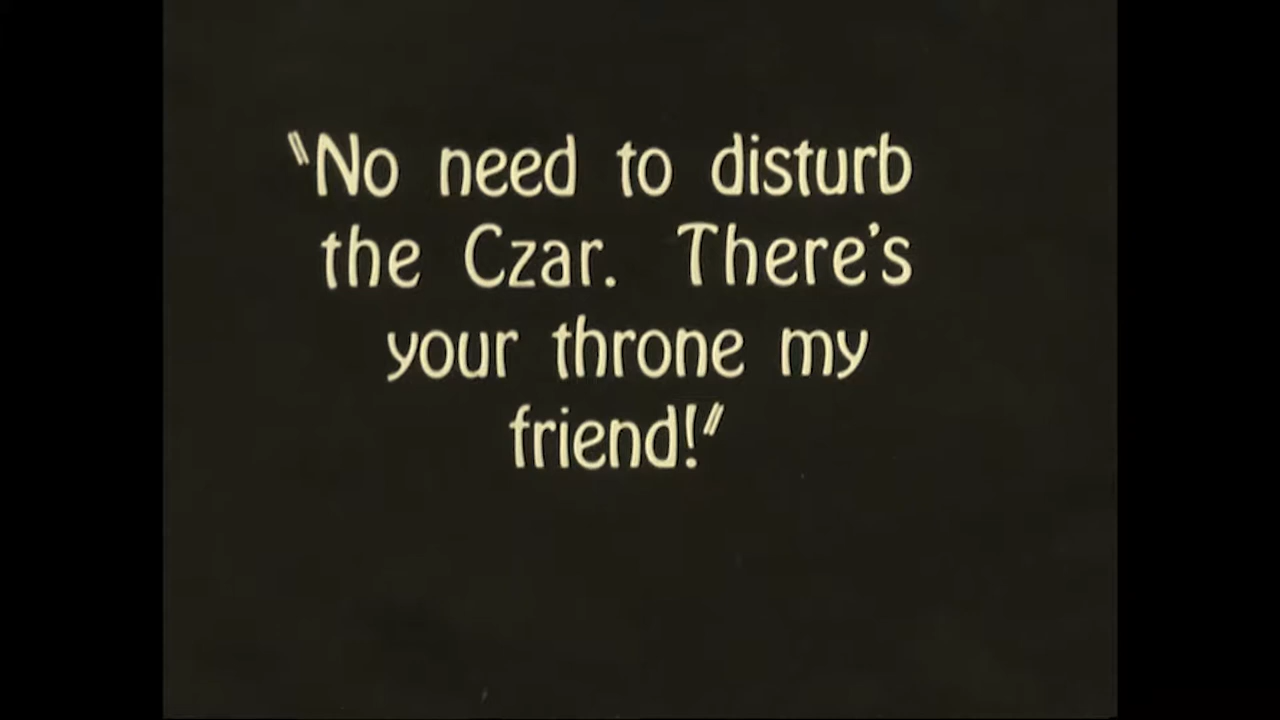 "No need to disturb
the Czar. There's
your throne my
friend!"